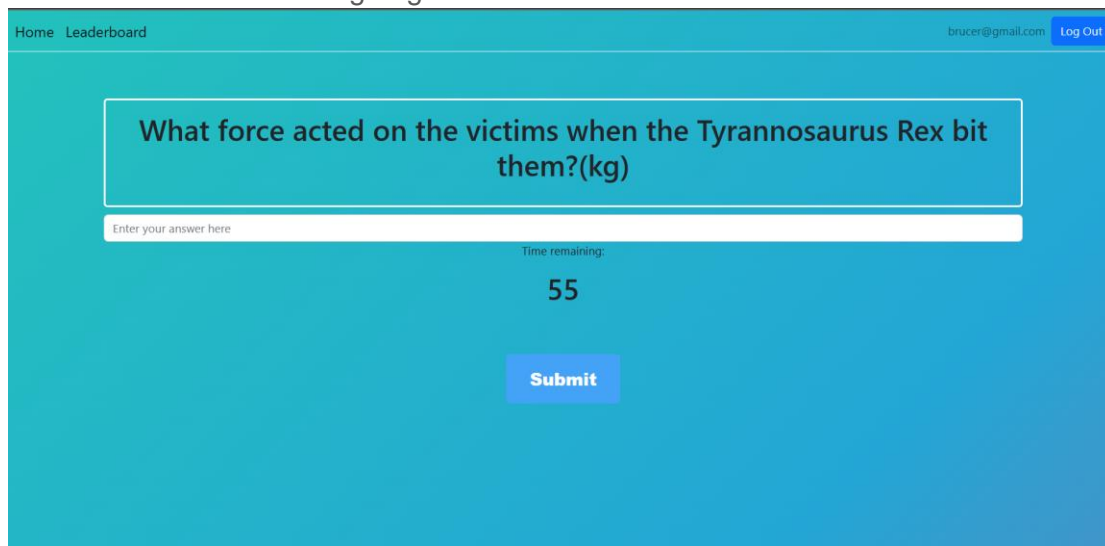 Home Leaderboard brucer@gmail.com Log Out
What force acted on the victims when the Tyrannosaurus Rex bit
them?(kg)
Enter your answer here
Time remaining:
55
Submit